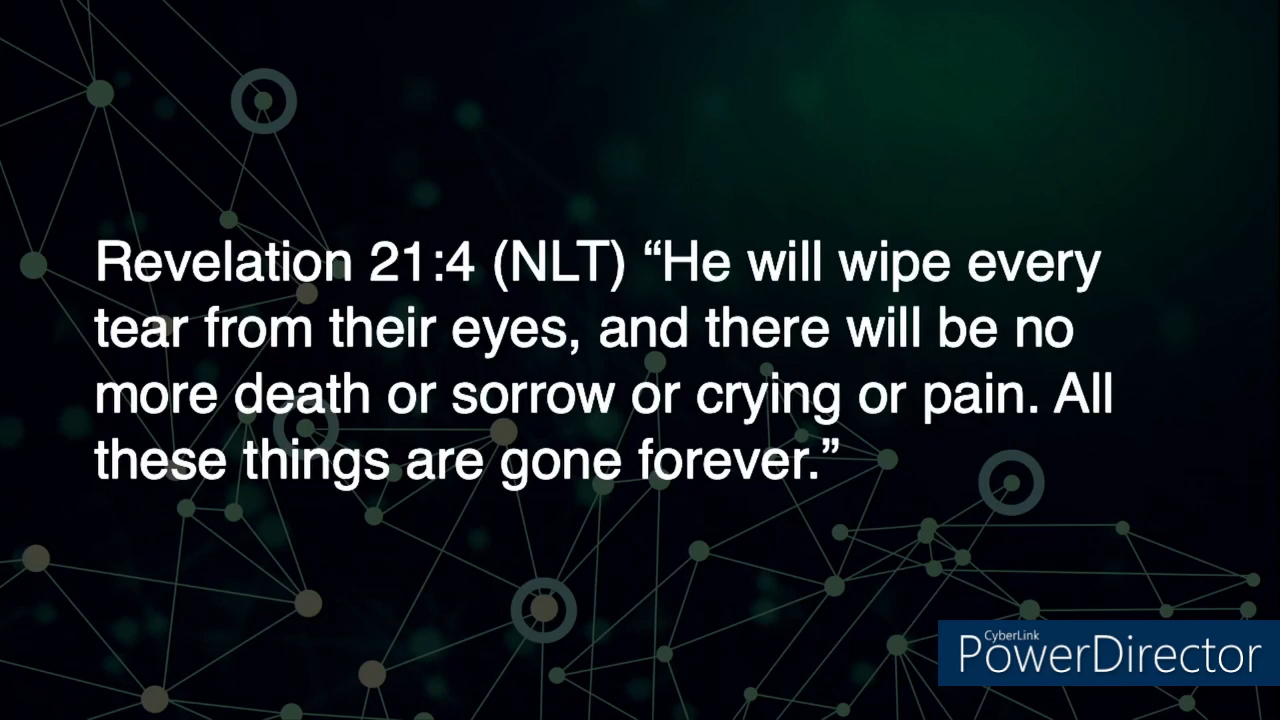 Revelation 21:4 (NLT) “He will wipe every
tear from their eyes, and there will be no
more death or sorrow or crying or pain. All
these things are gone forever.”
CyberLink
PowerDirector